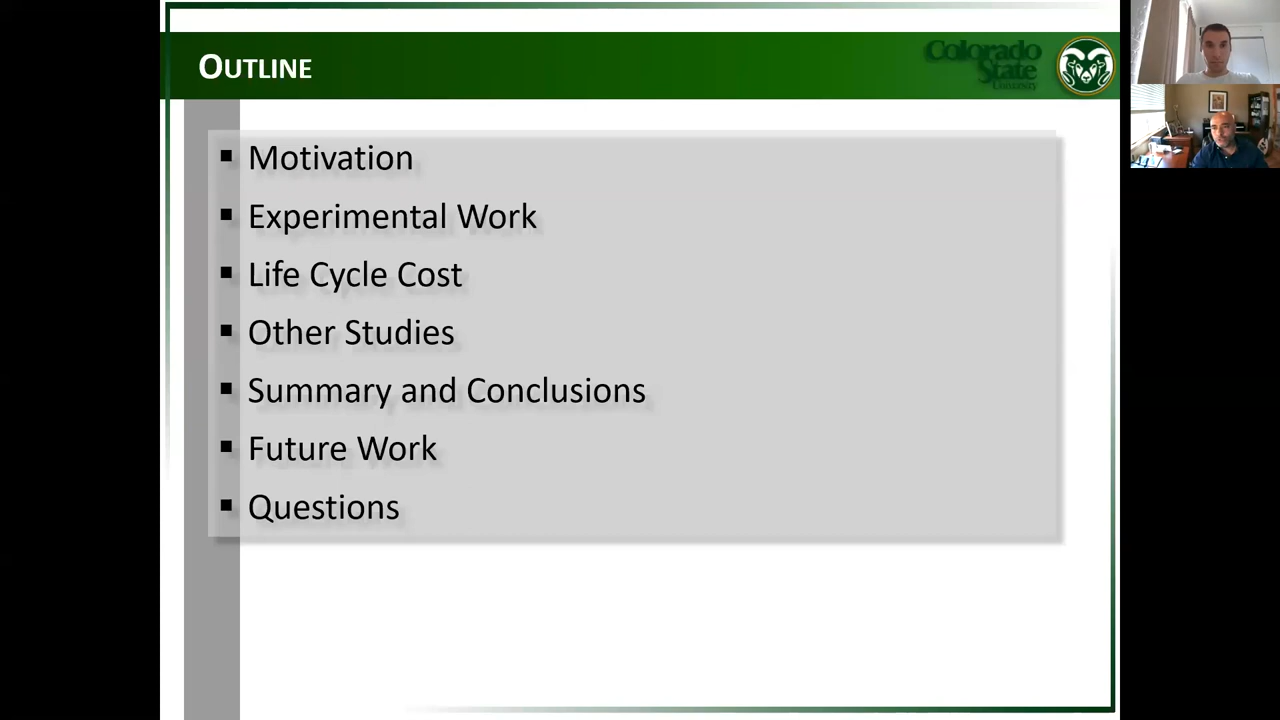 OUTLINE
Colorado
State
University
Motivation
Experimental Work
Life Cycle Cost
Other Studies
Summary and Conclusions
Future Work
Questions